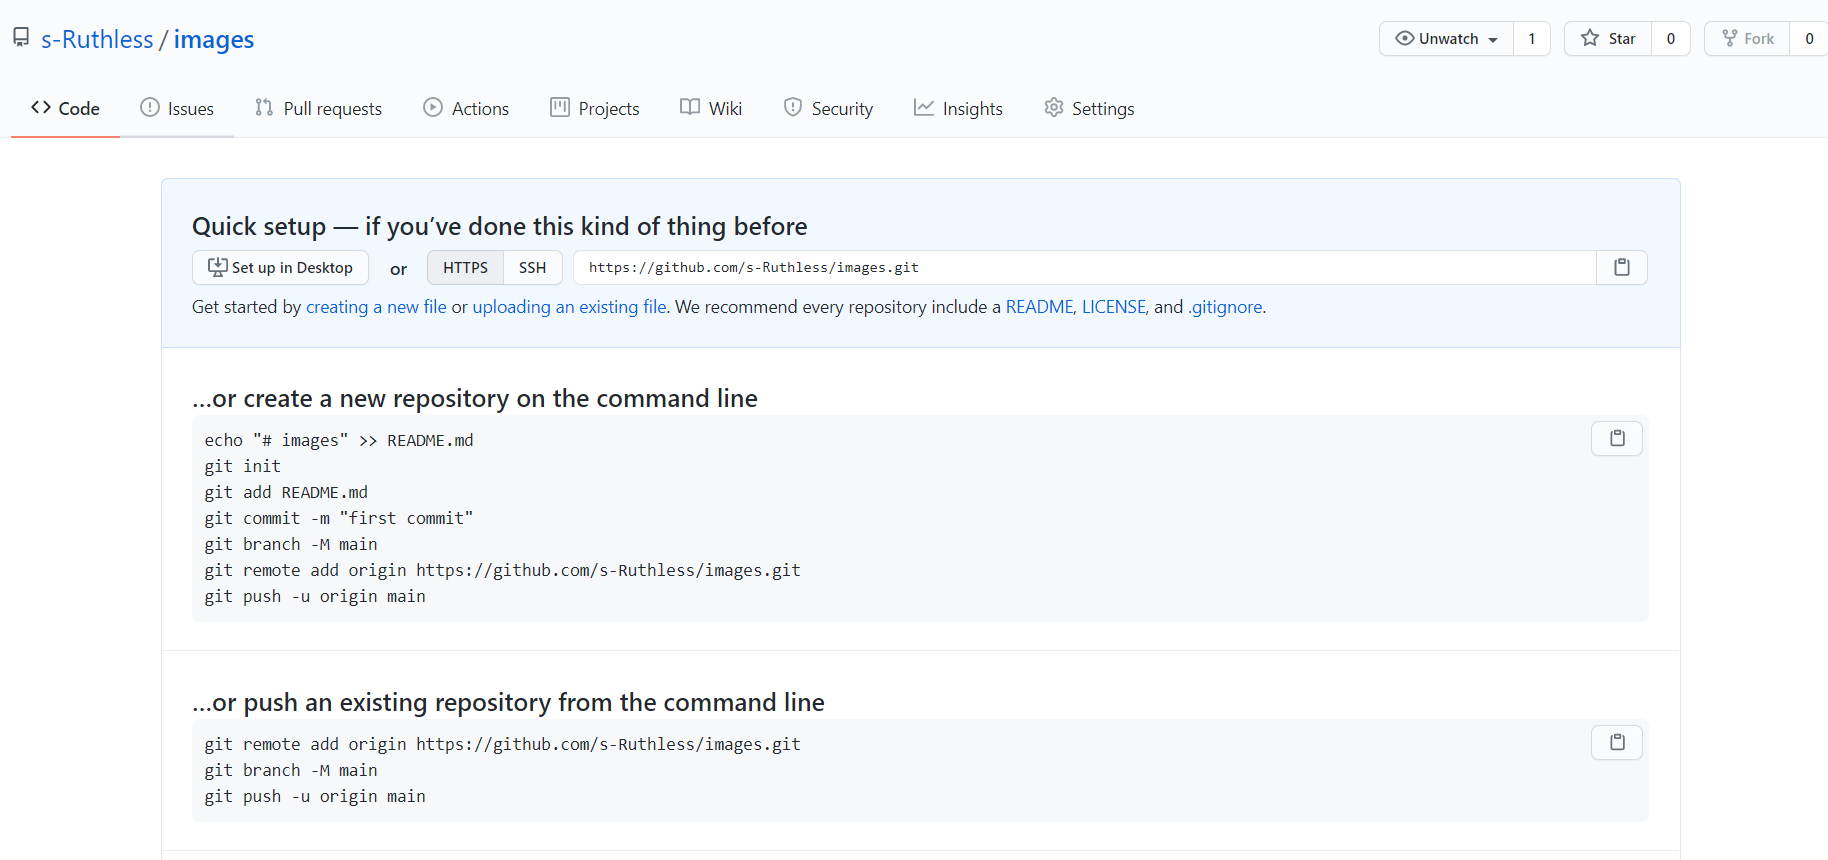 s-Ruthless / images
Unwatch 1 Star 0 Fork 0
Code Issues Pull requests Actions Projects Wiki Security Insights Settings
Quick setup — if you’ve done this kind of thing before
Set up in Desktop or HTTPS SSH https://github.com/s-Ruthless/images.git
Get started by creating a new file or uploading an existing file. We recommend every repository include a README, LICENSE, and .gitignore.
…or create a new repository on the command line
echo "# images" >> README.md
git init
git add README.md
git commit -m "first commit"
git branch -M main
git remote add origin https://github.com/s-Ruthless/images.git
git push -u origin main
…or push an existing repository from the command line
git remote add origin https://github.com/s-Ruthless/images.git
git branch -M main
git push -u origin main